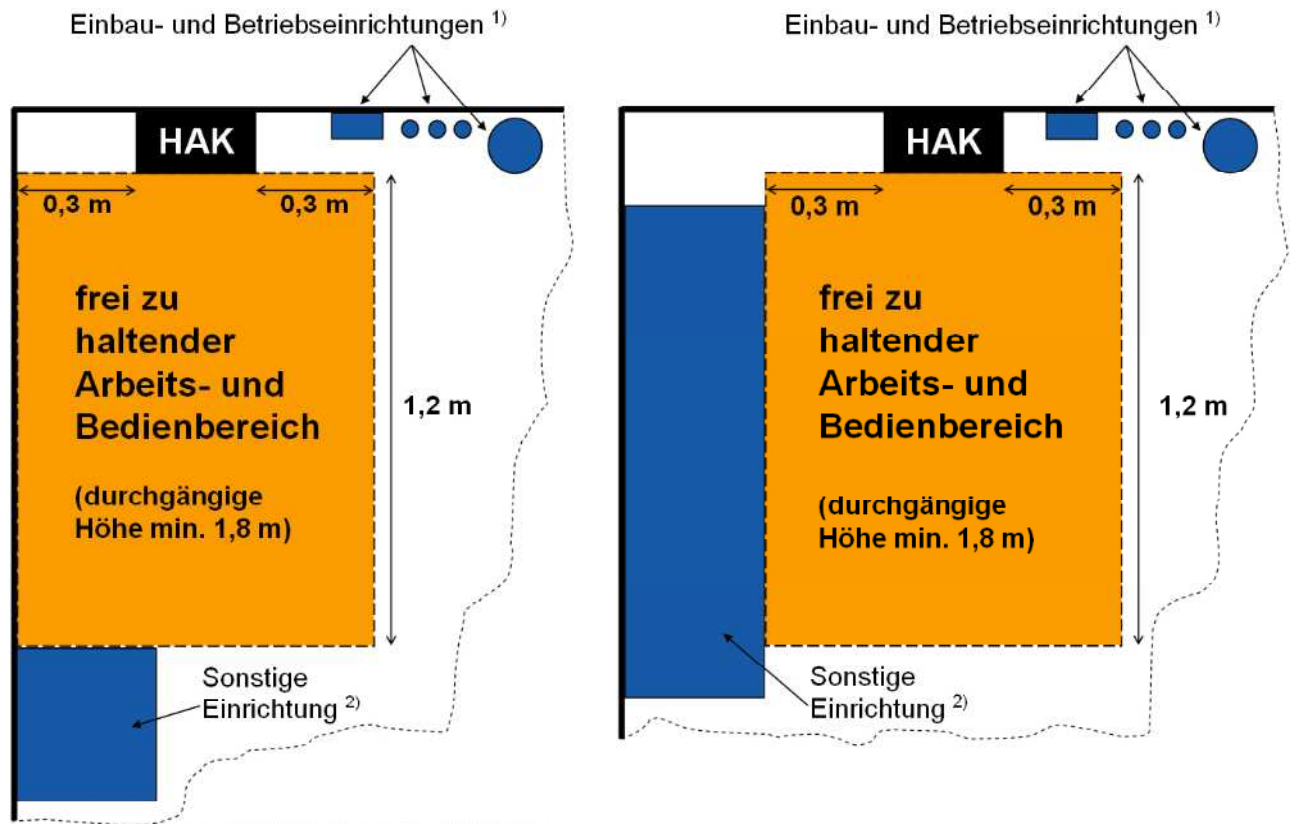 Einbau- und Betriebseinrichtungen 1)
HAK
0,3 m
0,3 m
frei zu
haltender
Arbeits- und
Bedienbereich
(durchgängige
Höhe min. 1,8 m)
1,2 m
Sonstige
Einrichtung 2)
Einbau- und Betriebseinrichtungen 1)
HAK
0,3 m
0,3 m
frei zu
haltender
Arbeits- und
Bedienbereich
(durchgängige
Höhe min. 1,8 m)
1,2 m
Sonstige
Einrichtung 2)